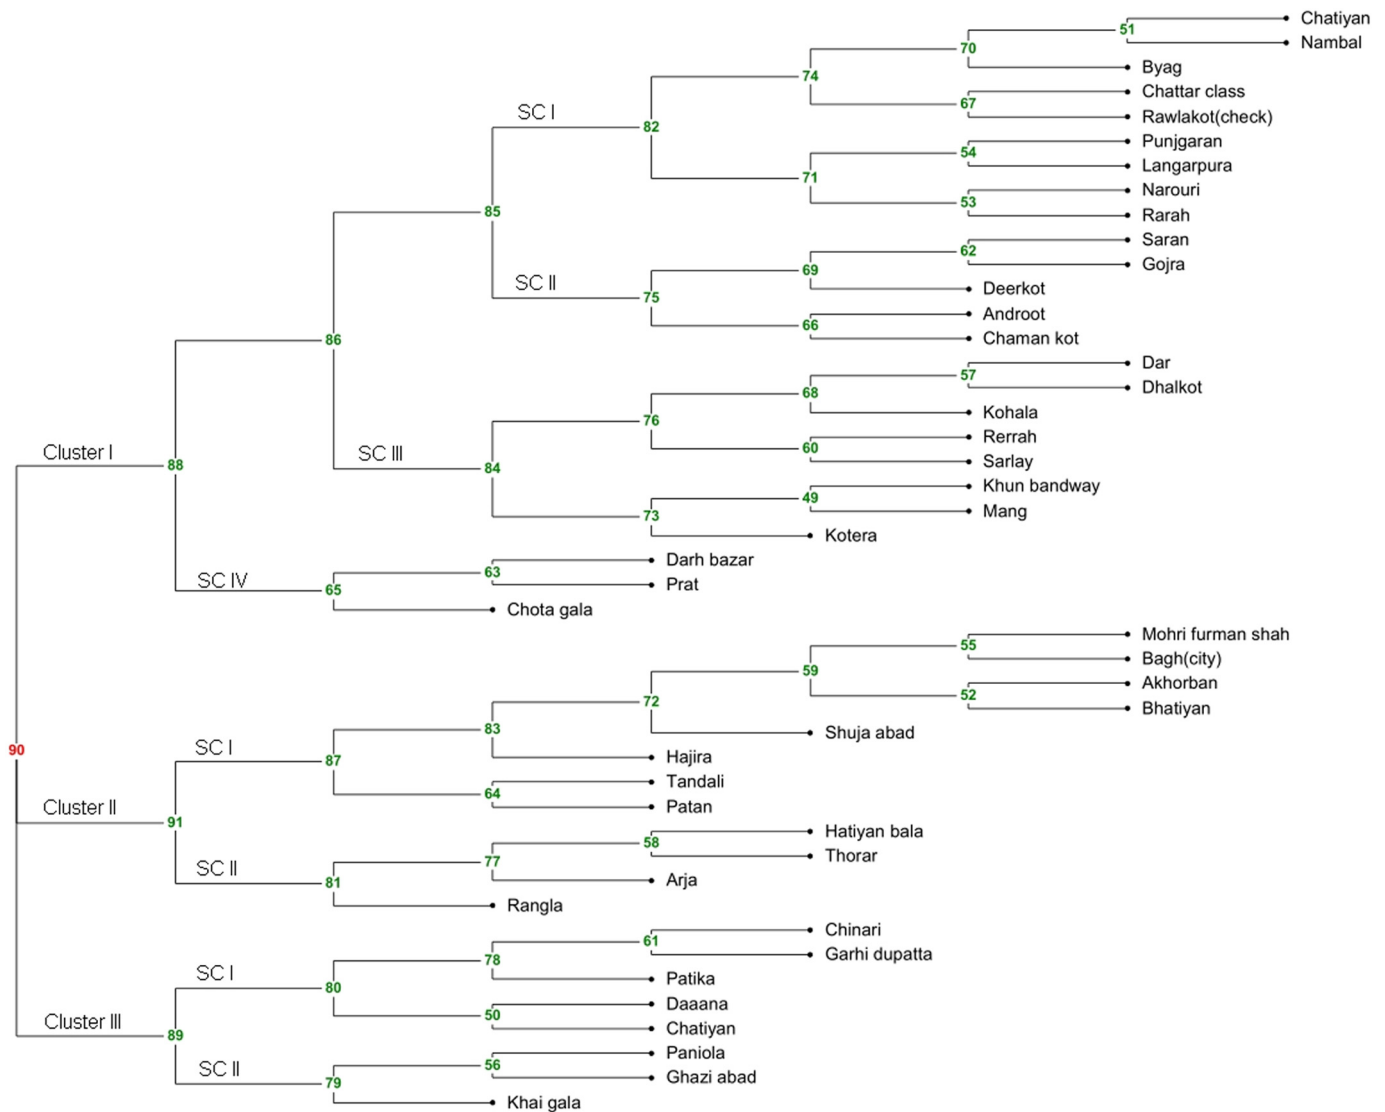 Chatiyan
51
Nambal
70
Byag
74
Chattar class
67
SC I
Rawlakot(check)
82
Punjgaran
54
Langarpura
71
Narouri
53
Rarah
85
Saran
62
Gojra
69
SC II
Deerkot
75
Androot
66
Chaman kot
86
Dar
57
Dhalkot
68
Kohala
76
Rerrah
60
Sarlay
Cluster I
SC III
88
84
Khun bandway
49
Mang
73
Kotera
Darh bazar
63
Prat
SC IV
65
Chota gala
Mohri furman shah
55
Bagh(city)
59
Akhorban
52
Bhatiyan
72
Shuja abad
83
Hajira
90
SC I
87
Tandali
64
Patan
Cluster II
91
Hatiyan bala
58
Thorar
77
Arja
SC II
81
Rangla
Chinari
61
Garhi dupatta
78
Patika
SC I
80
Daaana
50
Chatiyan
Cluster III
89
Paniola
56
Ghazi abad
SC II
79
Khai gala